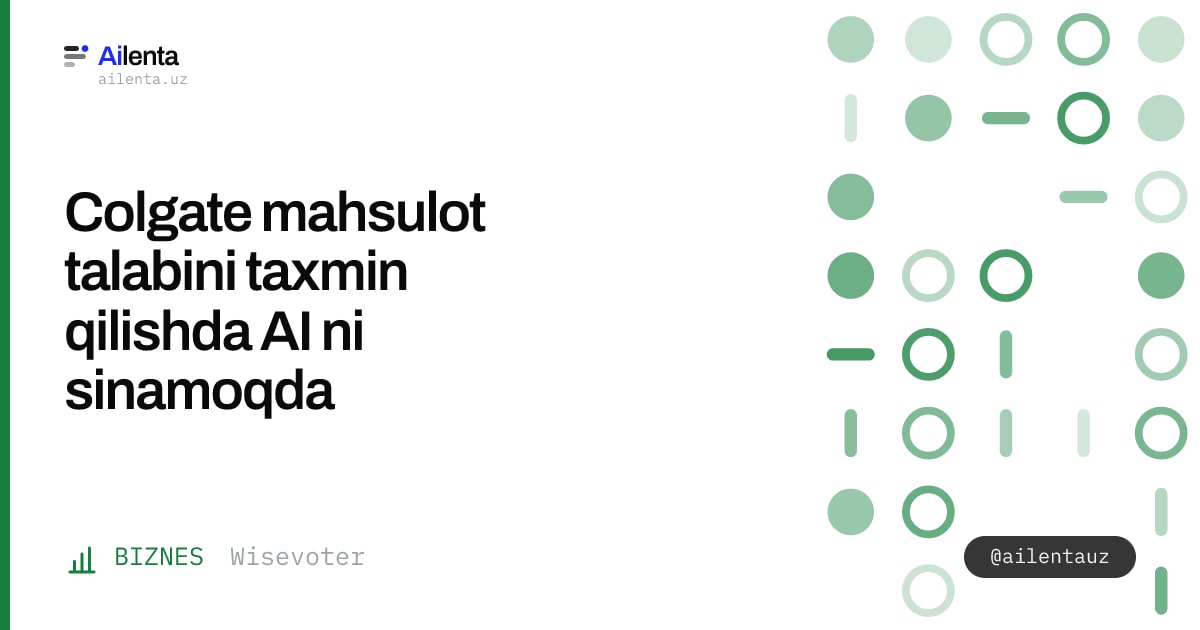 Ailenta
ailenta.uz
Colgate mahsulot
talabini taxmin
qilishda AI ni
sinamoqda
BIZNES Wisevoter
@ailentauz